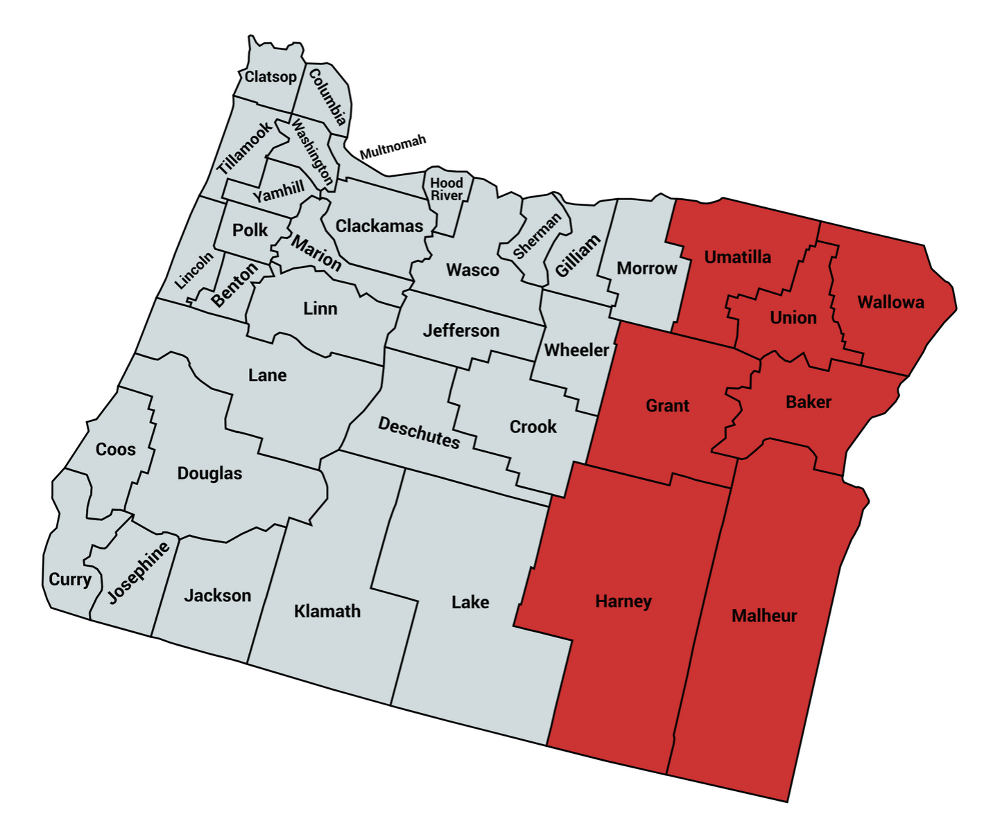 Clatsop
Columbia
Tillamook
Washington
Multnomah
Yamhill
Hood
River
Clackamas
Polk
Marion
Lincoln
Benton
Linn
Wasco
Sherman
Gilliam
Morrow
Umatilla
Union
Wallowa
Jefferson
Wheeler
Lane
Deschutes
Crook
Grant
Baker
Coos
Douglas
Curry
Josephine
Jackson
Klamath
Lake
Harney
Malheur